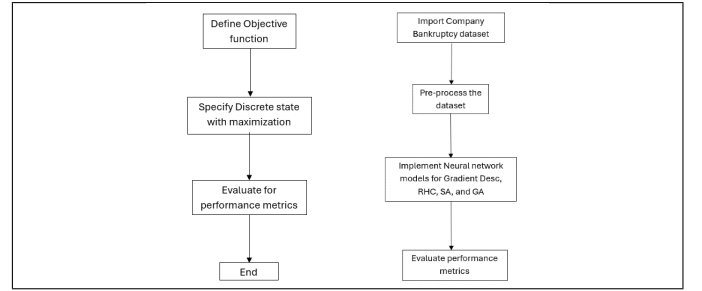 Define Objective
function
Specify Discrete state
with maximization
Evaluate for
performance metrics
End
Import Company
Bankruptcy dataset
Pre-process the
dataset
Implement Neural network
models for Gradient Desc,
RHC, SA, and GA
Evaluate performance
metrics